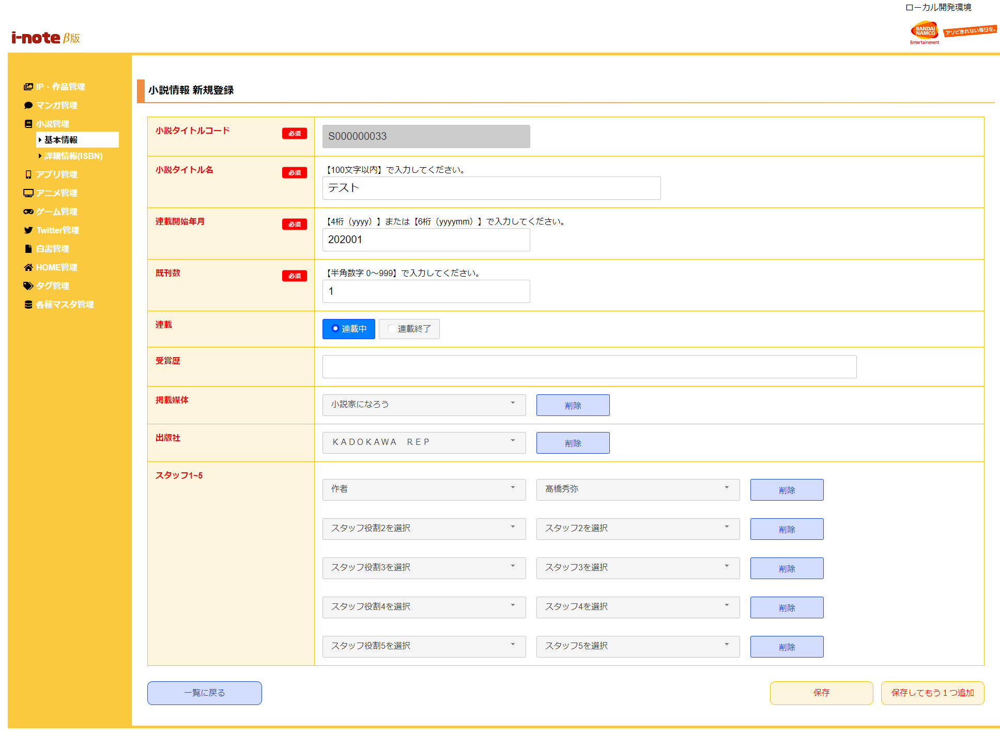 ローカル開発環境
i-note β版
BANDAI
NAMCO
Entertainment
アソビきれない毎日を。
IP・作品管理
マンガ管理
小説管理
基本情報
詳細情報(ISBN)
アプリ管理
アニメ管理
ゲーム管理
Twitter管理
白書管理
HOME管理
タグ管理
各種マスタ管理
小説情報 新規登録
小説タイトルコード 必須
S000000033
小説タイトル名 必須
【100文字以内】で入力してください。
テスト
連載開始年月 必須
【4桁（yyyy）】または【6桁（yyyymm）】で入力してください。
202001
既刊数 必須
【半角数字 0〜999】で入力してください。
1
連載
連載中 連載終了
受賞歴
掲載媒体
小説家になろう 削除
出版社
ＫＡＤＯＫＡＷＡ　ＲＥＰ 削除
スタッフ1~5
作者 髙橋秀弥 削除
スタッフ役割2を選択 スタッフ2を選択 削除
スタッフ役割3を選択 スタッフ3を選択 削除
スタッフ役割4を選択 スタッフ4を選択 削除
スタッフ役割5を選択 スタッフ5を選択 削除
一覧に戻る 保存 保存してもう１つ追加